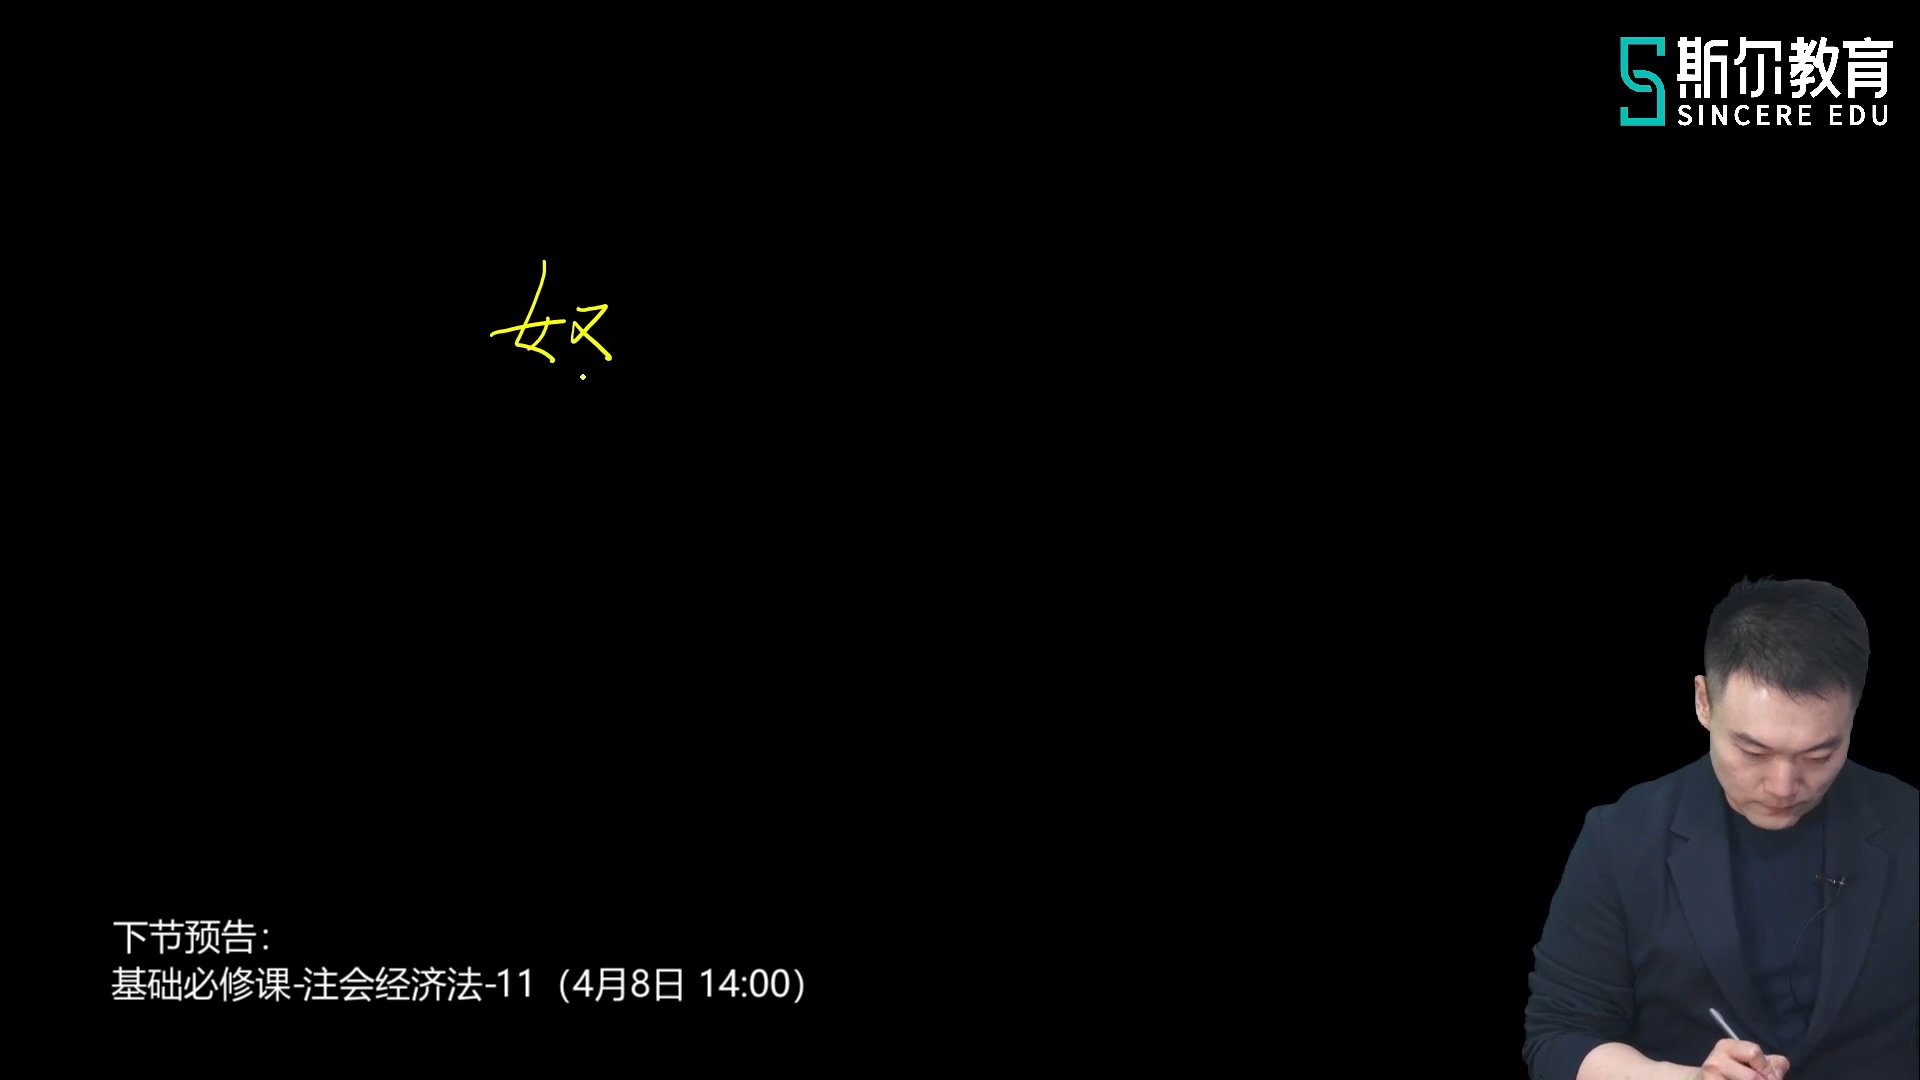 斯尔教育
SINCERE EDU
奴
下节预告：
基础必修课-注会经济法-11（4月8日 14:00）